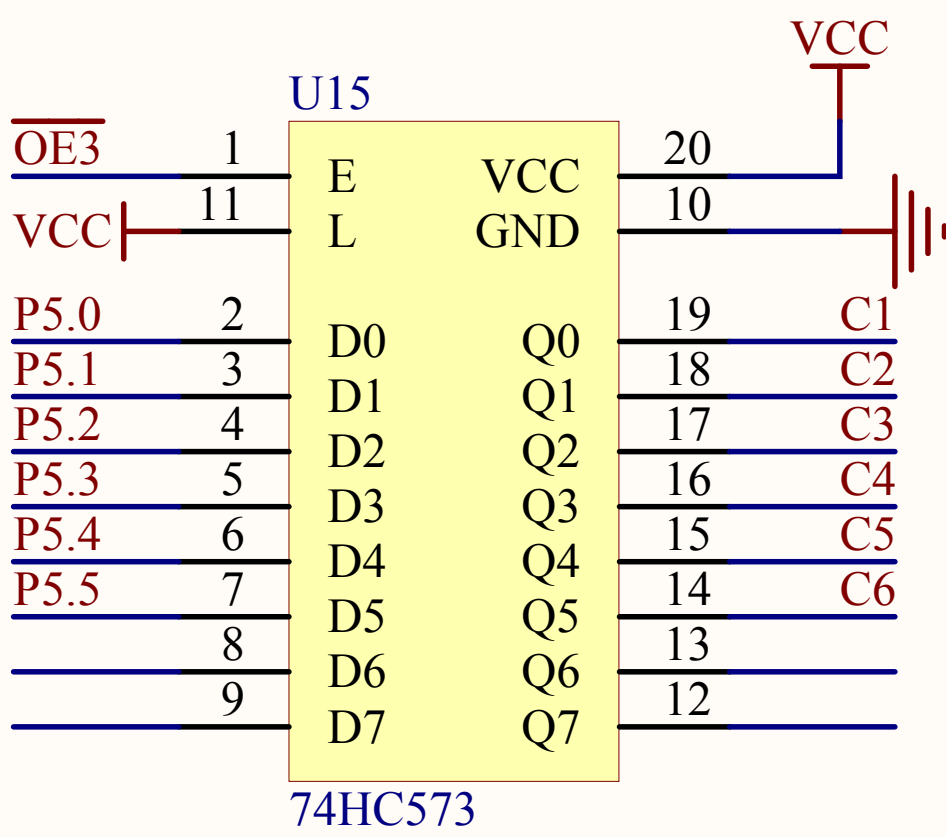 VCC
U15
OE3 1 E VCC 20
VCC 11 L GND 10
P5.0 2 D0 Q0 19 C1
P5.1 3 D1 Q1 18 C2
P5.2 4 D2 Q2 17 C3
P5.3 5 D3 Q3 16 C4
P5.4 6 D4 Q4 15 C5
P5.5 7 D5 Q5 14 C6
8 D6 Q6 13
9 D7 Q7 12
74HC573